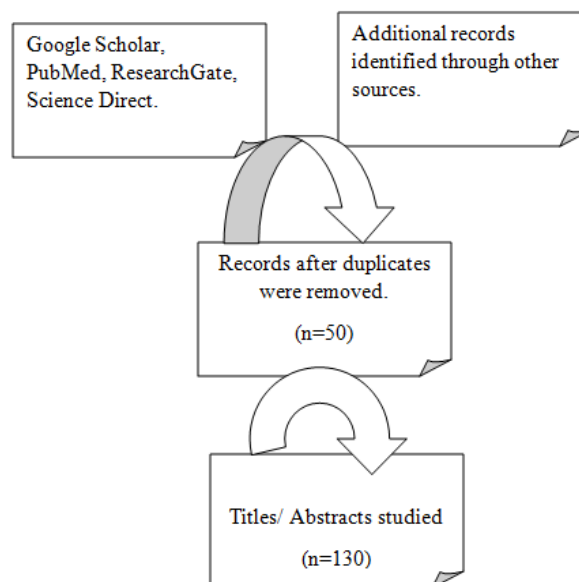 Google Scholar,
PubMed, ResearchGate,
Science Direct.
Additional records
identified through other
sources.
Records after duplicates
were removed.
(n=50)
Titles/ Abstracts studied
(n=130)